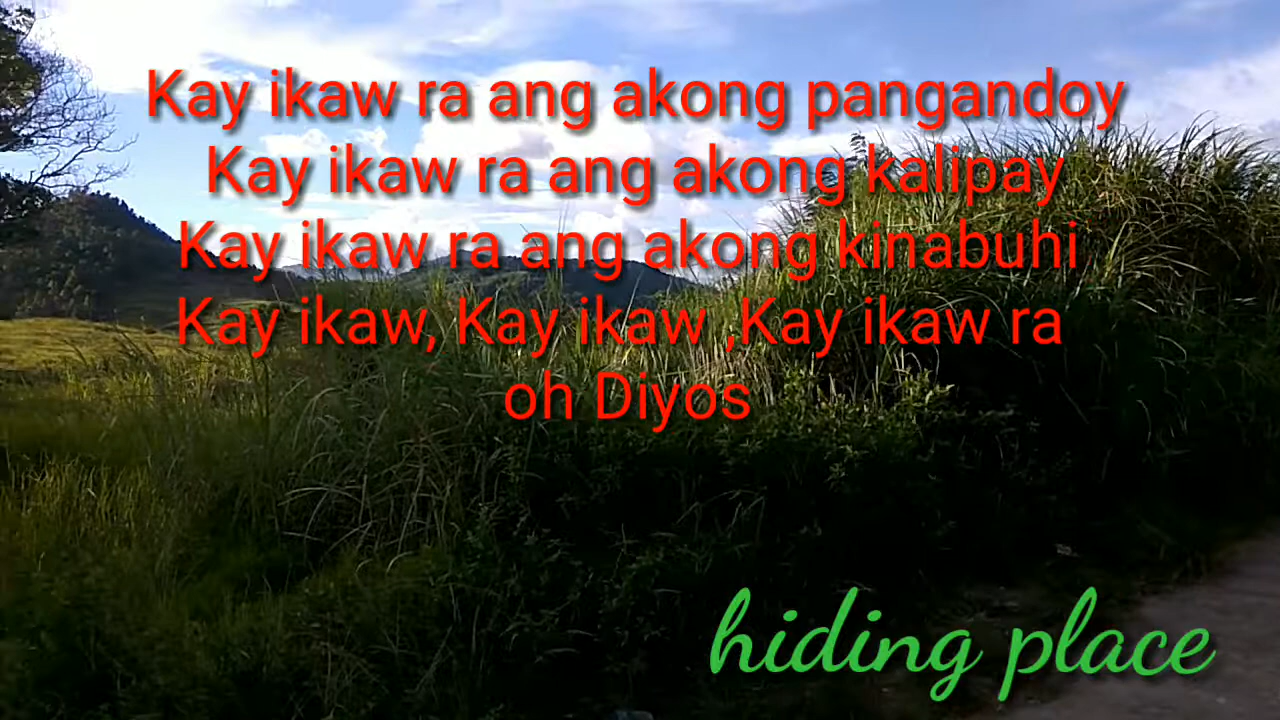 Kay ikaw ra ang akong pangandoy
Kay ikaw ra ang akong kalipay
Kay ikaw ra ang akong kinabuhi
Kay ikaw, Kay ikaw ,Kay ikaw ra
oh Diyos
hiding place